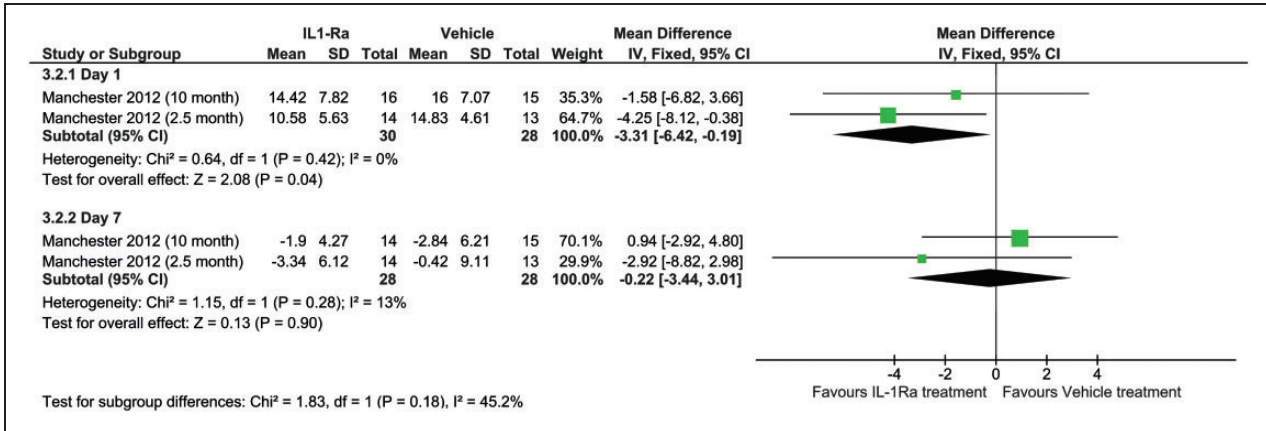 IL1-Ra Vehicle Mean Difference Mean Difference
Study or Subgroup Mean SD Total Mean SD Total Weight IV, Fixed, 95% CI IV, Fixed, 95% CI
3.2.1 Day 1
Manchester 2012 (10 month) 14.42 7.82 16 16 7.07 15 35.3% -1.58 [-6.82, 3.66]
Manchester 2012 (2.5 month) 10.58 5.63 14 14.83 4.61 13 64.7% -4.25 [-8.12, -0.38]
Subtotal (95% CI) 30 28 100.0% -3.31 [-6.42, -0.19]
Heterogeneity: Chi² = 0.64, df = 1 (P = 0.42); I² = 0%
Test for overall effect: Z = 2.08 (P = 0.04)
3.2.2 Day 7
Manchester 2012 (10 month) -1.9 4.27 14 -2.84 6.21 15 70.1% 0.94 [-2.92, 4.80]
Manchester 2012 (2.5 month) -3.34 6.12 14 -0.42 9.11 13 29.9% -2.92 [-8.82, 2.98]
Subtotal (95% CI) 28 28 100.0% -0.22 [-3.44, 3.01]
Heterogeneity: Chi² = 1.15, df = 1 (P = 0.28); I² = 13%
Test for overall effect: Z = 0.13 (P = 0.90)
-4 -2 0 2 4
Favours IL-1Ra treatment Favours Vehicle treatment
Test for subgroup differences: Chi² = 1.83, df = 1 (P = 0.18), I² = 45.2%